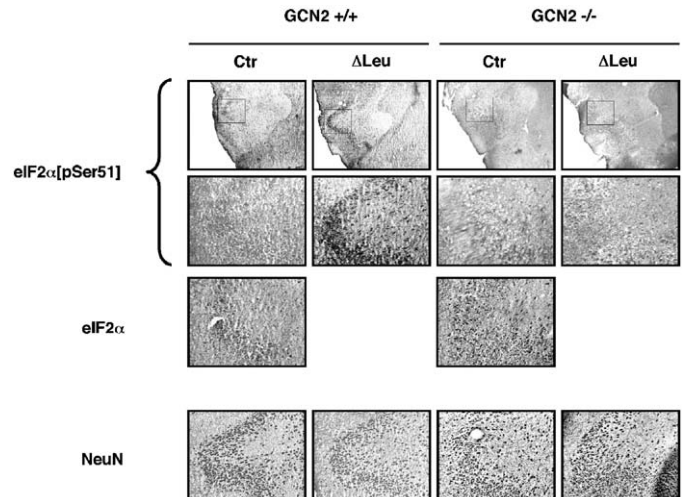 GCN2 +/+ GCN2 -/-
Ctr ΔLeu Ctr ΔLeu
eIF2α[pSer51]
eIF2α
NeuN